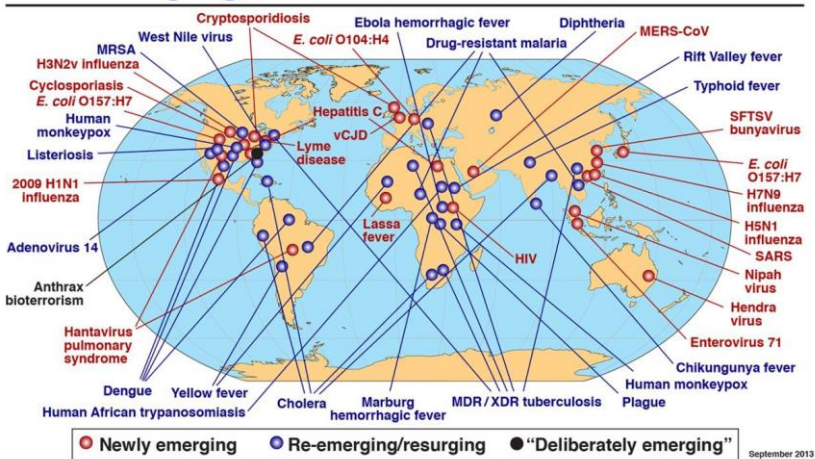 Cryptosporidiosis
Ebola hemorrhagic fever
Diphtheria
West Nile virus
E. coli O104:H4
Drug-resistant malaria
MERS-CoV
MRSA
Rift Valley fever
H3N2v influenza
Typhoid fever
Cyclosporiasis
E. coli O157:H7
Hepatitis C
SFTSV
bunyavirus
Human
monkeypox
vCJD
Lyme
disease
Listeriosis
E. coli
O157:H7
2009 H1N1
influenza
H7N9
influenza
Lassa
fever
H5N1
influenza
Adenovirus 14
HIV
SARS
Anthrax
bioterrorism
Nipah
virus
Hendra
virus
Hantavirus
pulmonary
syndrome
Enterovirus 71
Chikungunya fever
Dengue
Yellow fever
Human monkeypox
Human African trypanosomiasis
Cholera
Marburg
hemorrhagic fever
MDR/XDR tuberculosis
Plague
Newly emerging
Re-emerging/resurging
"Deliberately emerging"
September 2013